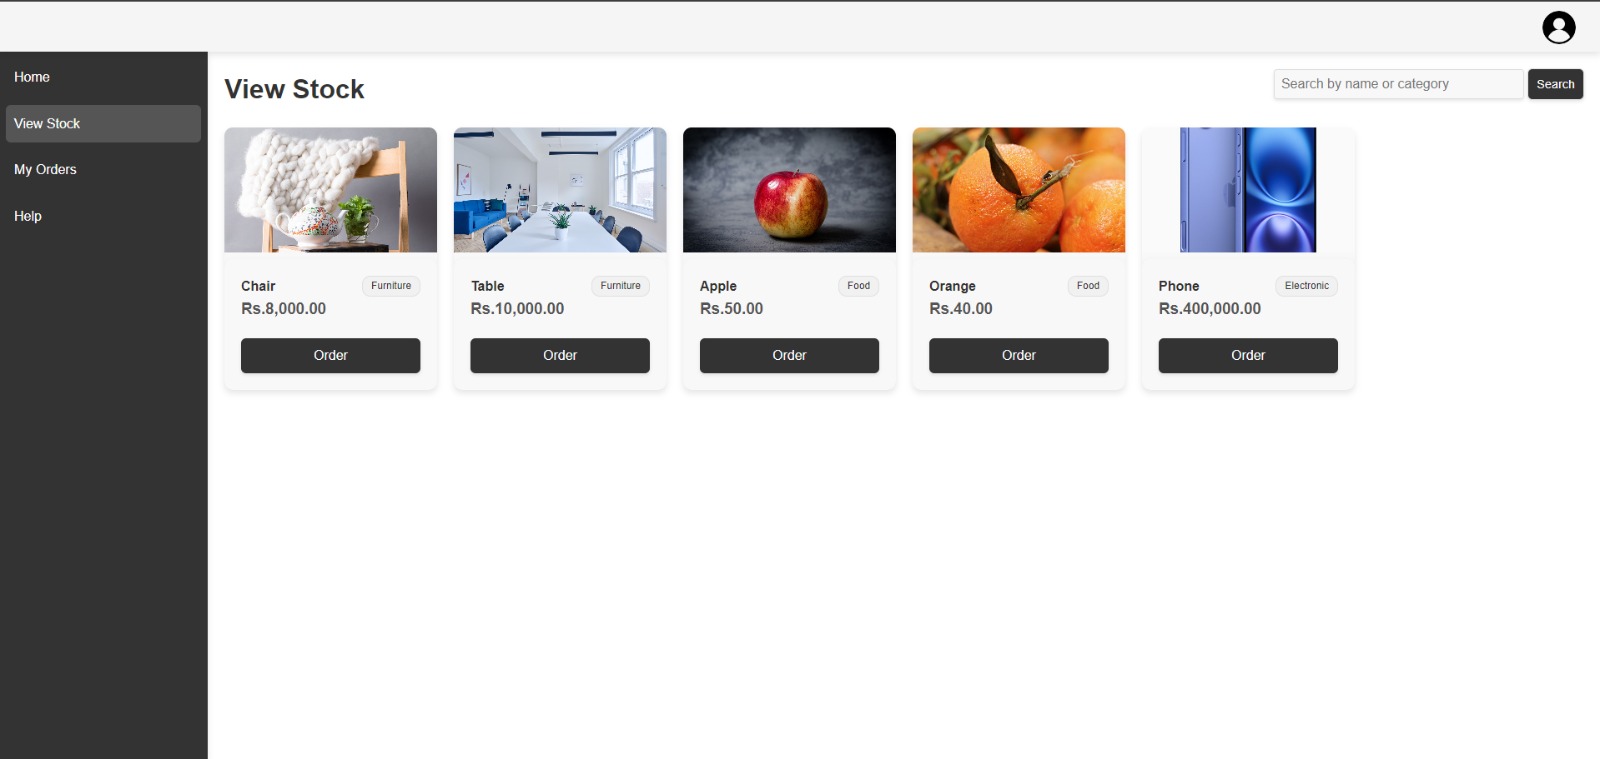 Home
View Stock
My Orders
Help
View Stock
Search by name or category
Search
Chair
Furniture
Rs.8,000.00
Order
Table
Furniture
Rs.10,000.00
Order
Apple
Food
Rs.50.00
Order
Orange
Food
Rs.40.00
Order
Phone
Electronic
Rs.400,000.00
Order